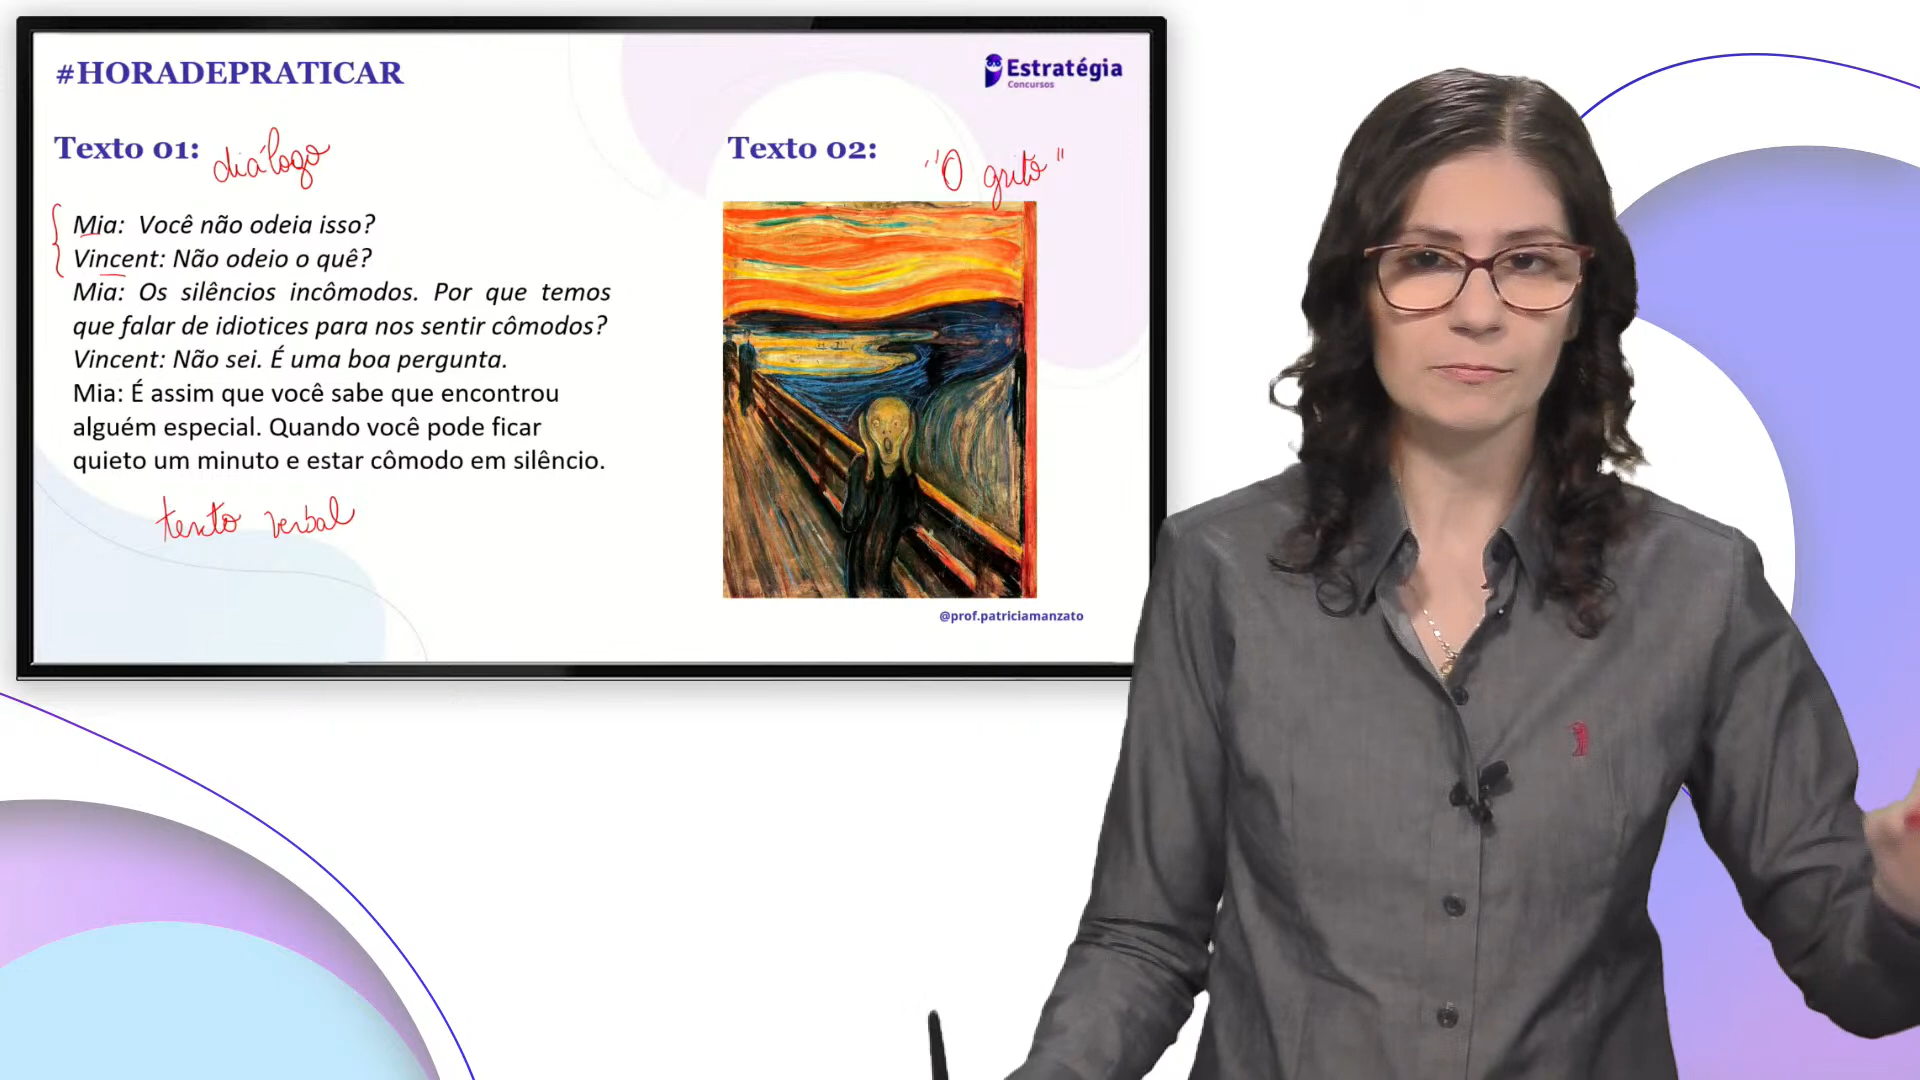 #HORADEPRATICAR
Estratégia
Concursos
Texto 01: diálogo
Mia: Você não odeia isso?
Vincent: Não odeio o quê?
Mia: Os silêncios incômodos. Por que temos
que falar de idiotices para nos sentir cômodos?
Vincent: Não sei. É uma boa pergunta.
Mia: É assim que você sabe que encontrou
alguém especial. Quando você pode ficar
quieto um minuto e estar cômodo em silêncio.
texto verbal
Texto 02: "O grito"
@prof.patriciamanzato